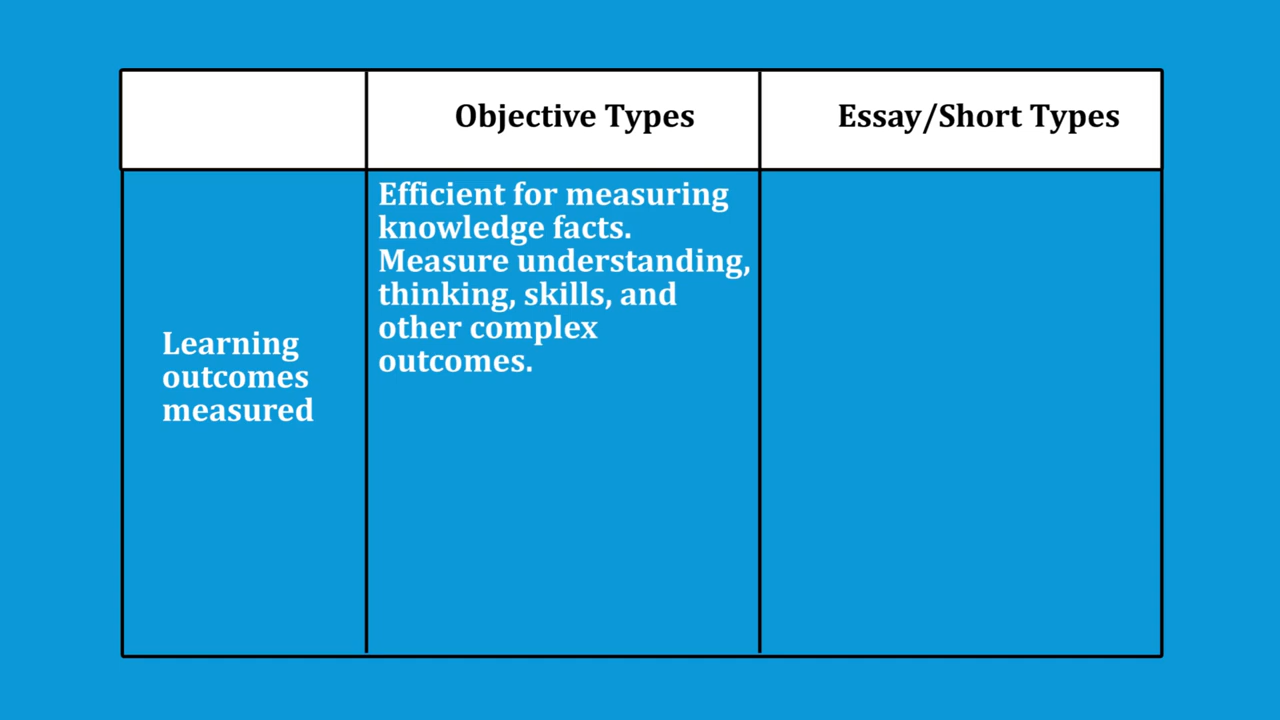 Objective Types
Essay/Short Types
Learning
outcomes
measured
Efficient for measuring
knowledge facts.
Measure understanding,
thinking, skills, and
other complex
outcomes.